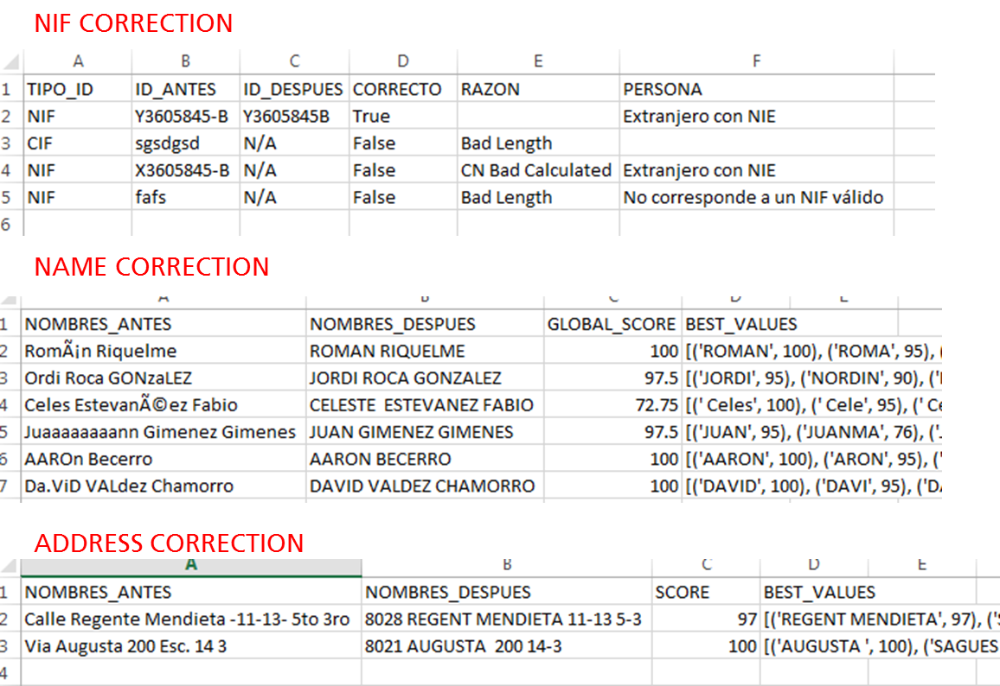 NIF CORRECTION
A B C D E F
1 TIPO_ID ID_ANTES ID_DESPUES CORRECTO RAZON PERSONA
2 NIF Y3605845-B Y3605845B True Extranjero con NIE
3 CIF sgsdgsd N/A False Bad Length
4 NIF X3605845-B N/A False CN Bad Calculated Extranjero con NIE
5 NIF fafs N/A False Bad Length No corresponde a un NIF válido
6
NAME CORRECTION
A B C D E
1 NOMBRES_ANTES NOMBRES_DESPUES GLOBAL_SCORE BEST_VALUES
2 RomÃ¡n Riquelme ROMAN RIQUELME 100 [('ROMAN', 100), ('ROMA', 95), (
3 Ordi Roca GONzaLEZ JORDI ROCA GONZALEZ 97.5 [('JORDI', 95), ('NORDIN', 90), ('
4 Celes EstevanÃ©ez Fabio CELESTE  ESTEVANEZ FABIO 72.75 [(' Celes', 100), (' Cele', 95), (' Ce
5 Juaaaaaaaann Gimenez Gimenes JUAN GIMENEZ GIMENES 97.5 [('JUAN', 95), ('JUANMA', 76), ('
6 AAROn Becerro AARON BECERRO 100 [('AARON', 100), ('ARON', 95), ('
7 Da.ViD VALdez Chamorro DAVID VALDEZ CHAMORRO 100 [('DAVID', 100), ('DAVI', 95), ('DA
ADDRESS CORRECTION
A B C D E
1 NOMBRES_ANTES NOMBRES_DESPUES SCORE BEST_VALUES
2 Calle Regente Mendieta -11-13- 5to 3ro 8028 REGENT MENDIETA 11-13 5-3 97 [('REGENT MENDIETA', 97), ('S
3 Via Augusta 200 Esc. 14 3 8021 AUGUSTA  200 14-3 100 [('AUGUSTA ', 100), ('SAGUES
4